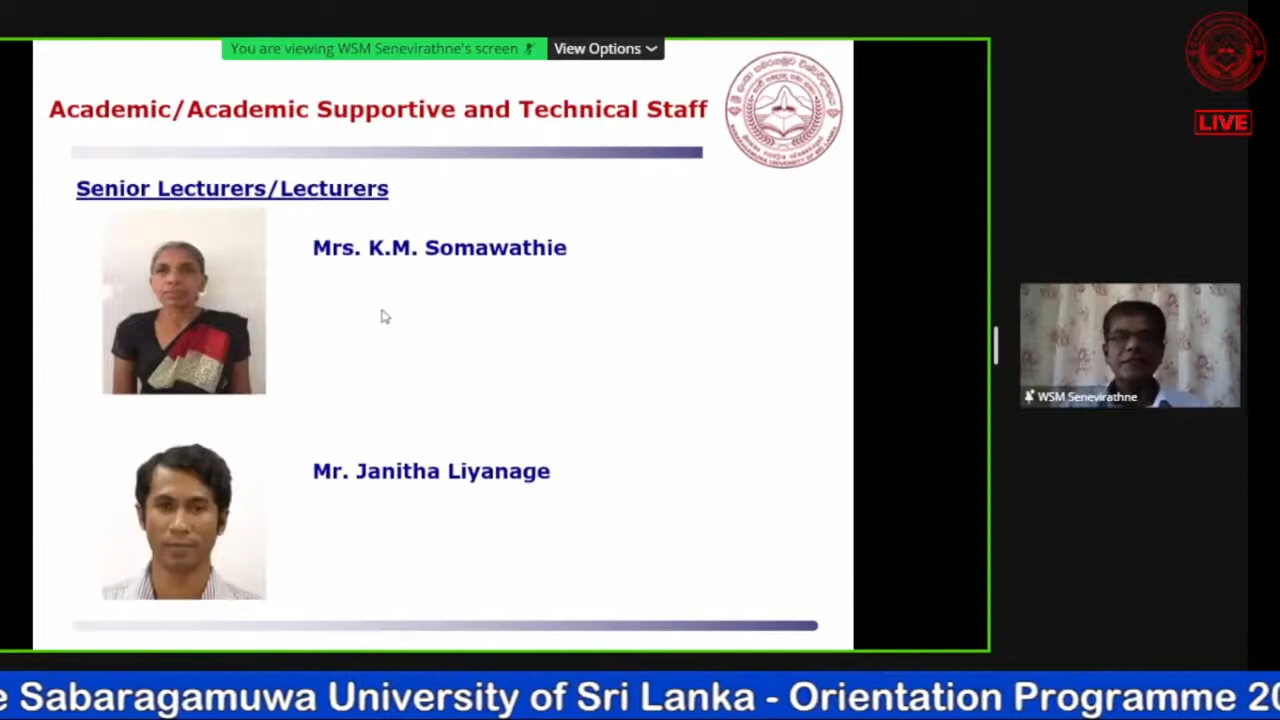 You are viewing WSM Senevirathne's screen
View Options
Academic/Academic Supportive and Technical Staff
LIVE
Senior Lecturers/Lecturers
Mrs. K.M. Somawathie
WSM Senevirathne
Mr. Janitha Liyanage
e Sabaragamuwa University of Sri Lanka - Orientation Programme 20